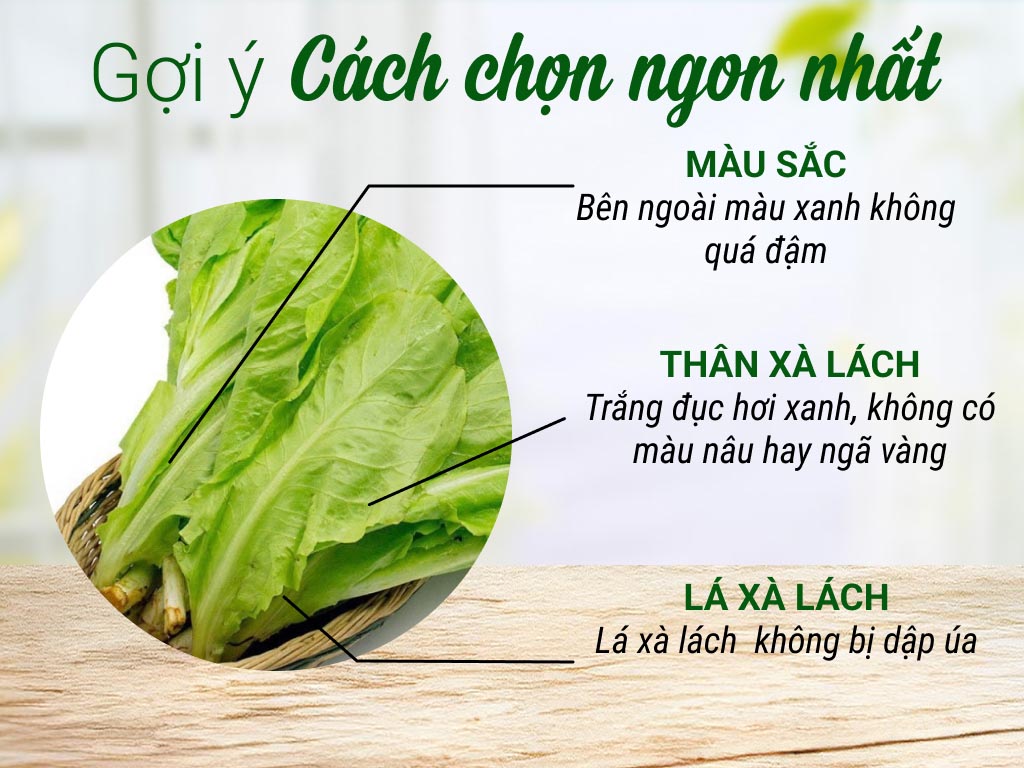 Gợi ý Cách chọn ngon nhất
MÀU SẮC
Bên ngoài màu xanh không
quá đậm
THÂN XÀ LÁCH
Trắng đục hơi xanh, không có
màu nâu hay ngã vàng
LÁ XÀ LÁCH
Lá xà lách không bị dập úa